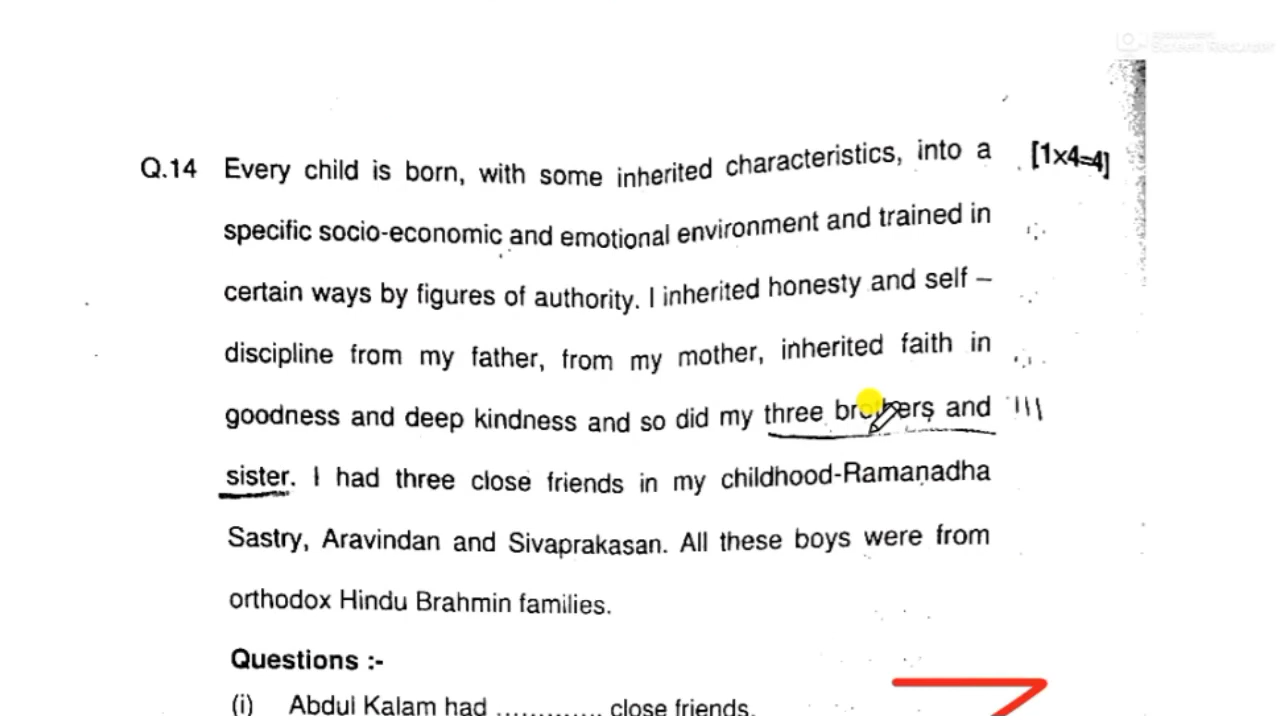 Screen Recorder
Q.14 Every child is born, with some inherited characteristics, into a [1×4=4]
specific socio-economic and emotional environment and trained in
certain ways by figures of authority. I inherited honesty and self –
discipline from my father, from my mother, inherited faith in
goodness and deep kindness and so did my three brothers and
sister. I had three close friends in my childhood-Ramanadha
Sastry, Aravindan and Sivaprakasan. All these boys were from
orthodox Hindu Brahmin families.
Questions :-
(i) Abdul Kalam had ............. close friends.